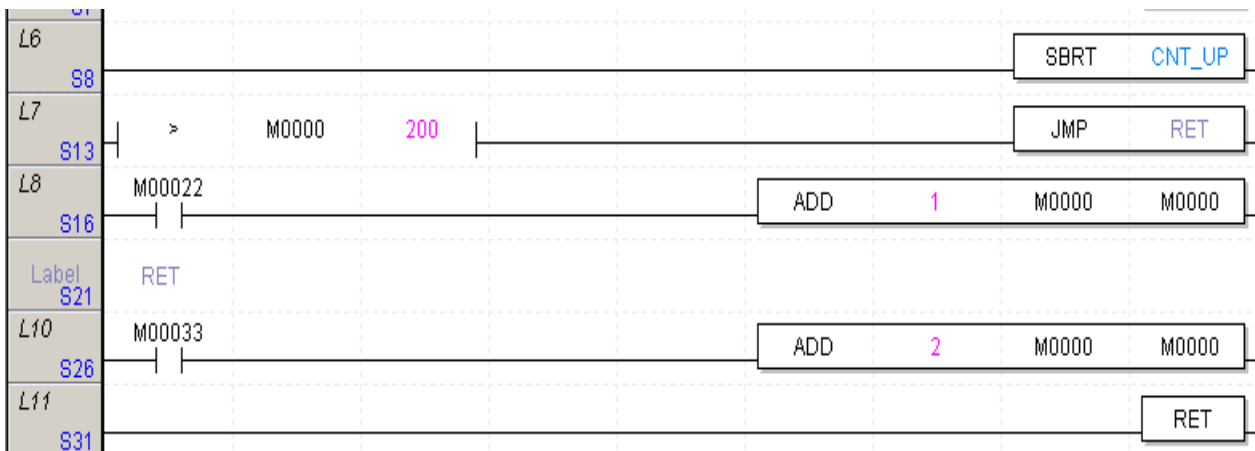 L6
S8 SBRT CNT_UP
L7
S13 > M0000 200 JMP RET
L8 M00022
S16 ADD 1 M0000 M0000
Label RET
S21
L10 M00033
S26 ADD 2 M0000 M0000
L11
S31 RET